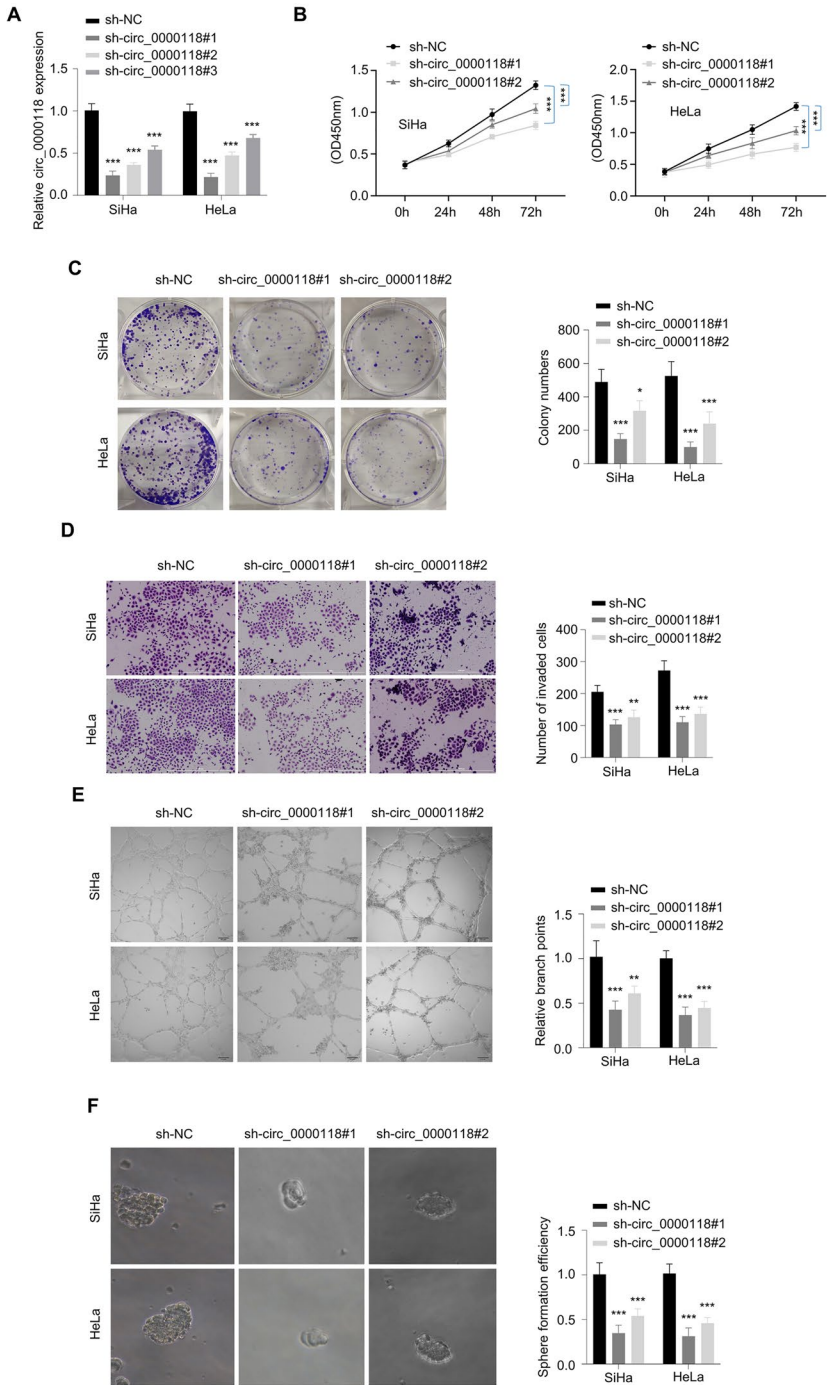 A
sh-NC
sh-circ_0000118#1
sh-circ_0000118#2
sh-circ_0000118#3
Relative circ_0000118 expression
1.5
1.0
0.5
0.0
*** *** *** *** *** ***
SiHa HeLa
B
sh-NC
sh-circ_0000118#1
sh-circ_0000118#2
(OD450nm)
1.5
1.0
0.5
0.0
SiHa
*** ***
0h 24h 48h 72h
sh-NC
sh-circ_0000118#1
sh-circ_0000118#2
(OD450nm)
2.0
1.5
1.0
0.5
0.0
HeLa
*** ***
0h 24h 48h 72h
C
sh-NC sh-circ_0000118#1 sh-circ_0000118#2
SiHa
HeLa
sh-NC
sh-circ_0000118#1
sh-circ_0000118#2
Colony numbers
800
600
400
200
0
*** * *** ***
SiHa HeLa
D
sh-NC sh-circ_0000118#1 sh-circ_0000118#2
SiHa
HeLa
sh-NC
sh-circ_0000118#1
sh-circ_0000118#2
Number of invaded cells
400
300
200
100
0
*** ** *** ***
SiHa HeLa
E
sh-NC sh-circ_0000118#1 sh-circ_0000118#2
SiHa
HeLa
sh-NC
sh-circ_0000118#1
sh-circ_0000118#2
Relative branch points
1.5
1.0
0.5
0.0
*** ** *** ***
SiHa HeLa
F
sh-NC sh-circ_0000118#1 sh-circ_0000118#2
SiHa
HeLa
sh-NC
sh-circ_0000118#1
sh-circ_0000118#2
Sphere formation efficiency
1.5
1.0
0.5
0.0
*** *** *** ***
SiHa HeLa